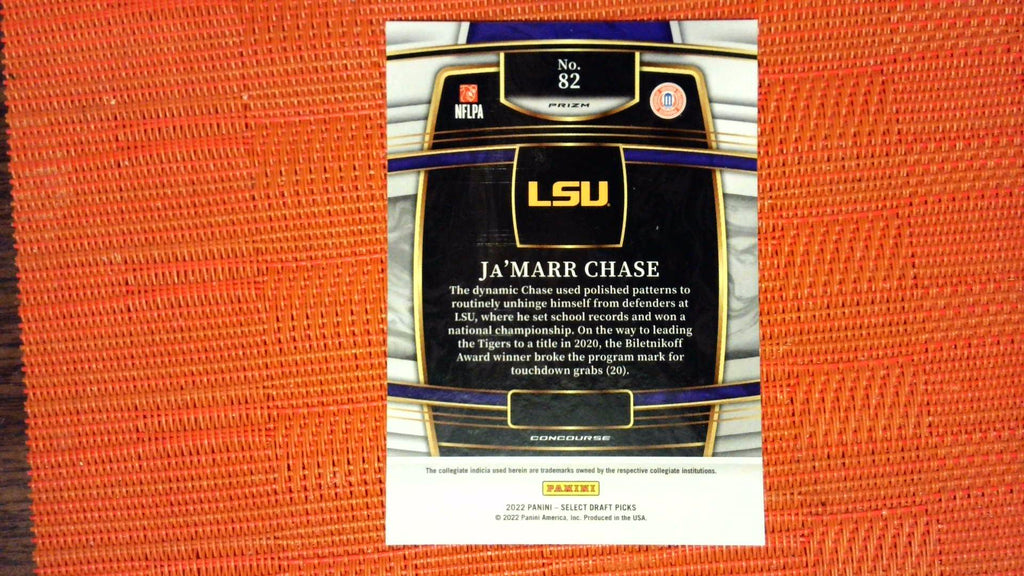 No.
82
PRIZM
NFLPA
LSU
JA'MARR CHASE
The dynamic Chase used polished patterns to
routinely unhinge himself from defenders at
LSU, where he set school records and won a
national championship. On the way to leading
the Tigers to a title in 2020, the Biletnikoff
Award winner broke the program mark for
touchdown grabs (20).
CONCOURSE
The collegiate indicia used herein are trademarks owned by the respective collegiate institutions.
PANINI
2022 PANINI – SELECT DRAFT PICKS
© 2022 Panini America, Inc. Produced in the USA.